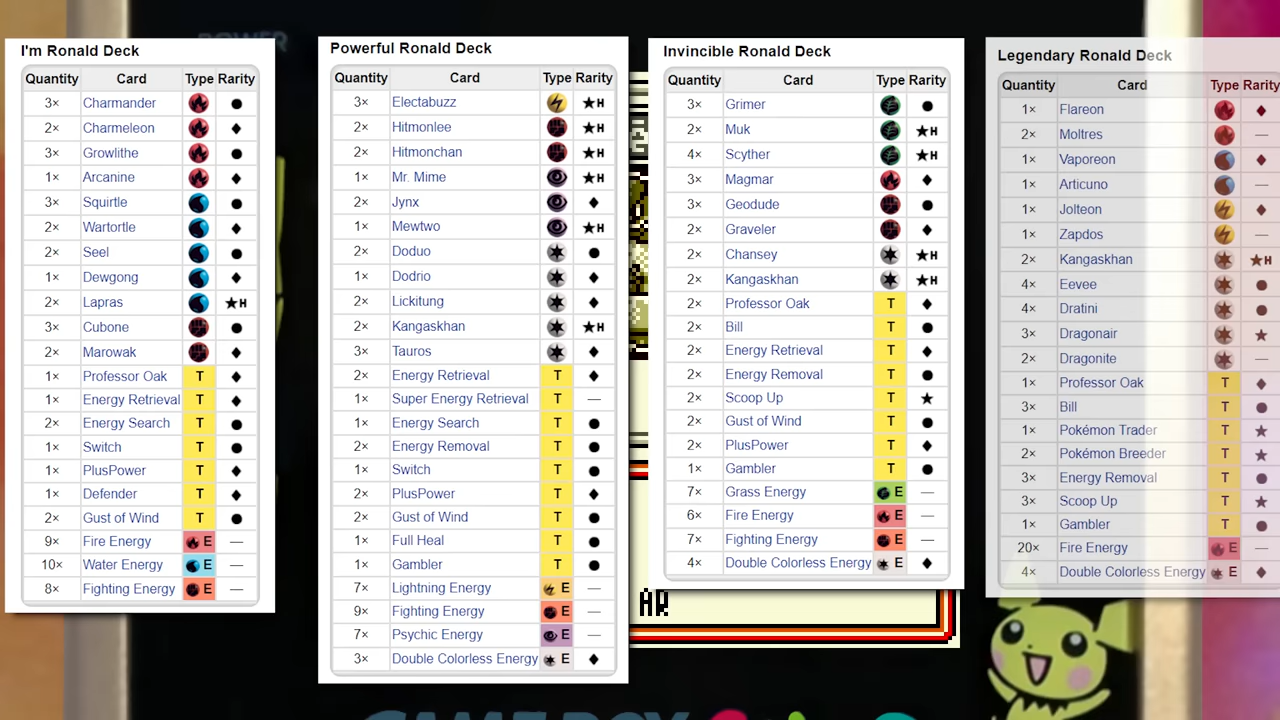 POWER
I'm Ronald Deck
Quantity Card Type Rarity
3× Charmander
2× Charmeleon
3× Growlithe
1× Arcanine
3× Squirtle
2× Wartortle
2× Seel
1× Dewgong
2× Lapras ★H
3× Cubone
2× Marowak
1× Professor Oak T
1× Energy Retrieval T
2× Energy Search T
1× Switch T
1× PlusPower T
1× Defender T
2× Gust of Wind T
9× Fire Energy E —
10× Water Energy E —
8× Fighting Energy E —
Powerful Ronald Deck
Quantity Card Type Rarity
3× Electabuzz ★H
2× Hitmonlee ★H
2× Hitmonchan ★H
1× Mr. Mime ★H
2× Jynx
1× Mewtwo ★H
2× Doduo
1× Dodrio
2× Lickitung
2× Kangaskhan ★H
3× Tauros
2× Energy Retrieval T
1× Super Energy Retrieval T —
1× Energy Search T
2× Energy Removal T
1× Switch T
2× PlusPower T
2× Gust of Wind T
1× Full Heal T
1× Gambler T
7× Lightning Energy E —
9× Fighting Energy E —
7× Psychic Energy E —
3× Double Colorless Energy E
Invincible Ronald Deck
Quantity Card Type Rarity
3× Grimer
2× Muk ★H
4× Scyther ★H
3× Magmar
3× Geodude
2× Graveler
2× Chansey ★H
2× Kangaskhan ★H
2× Professor Oak T
2× Bill T
2× Energy Retrieval T
2× Energy Removal T
2× Scoop Up T ★
2× Gust of Wind T
2× PlusPower T
1× Gambler T
7× Grass Energy E —
6× Fire Energy E —
7× Fighting Energy E —
4× Double Colorless Energy E
Legendary Ronald Deck
Quantity Card Type Rarity
1× Flareon
2× Moltres —
1× Vaporeon
1× Articuno —
1× Jolteon
1× Zapdos —
2× Kangaskhan ★H
4× Eevee
4× Dratini
3× Dragonair ★
2× Dragonite —
1× Professor Oak T
3× Bill T
1× Pokémon Trader T ★
2× Pokémon Breeder T ★
3× Energy Removal T
3× Scoop Up T ★
1× Gambler T
20× Fire Energy E —
4× Double Colorless Energy E
AR
GAME BOY